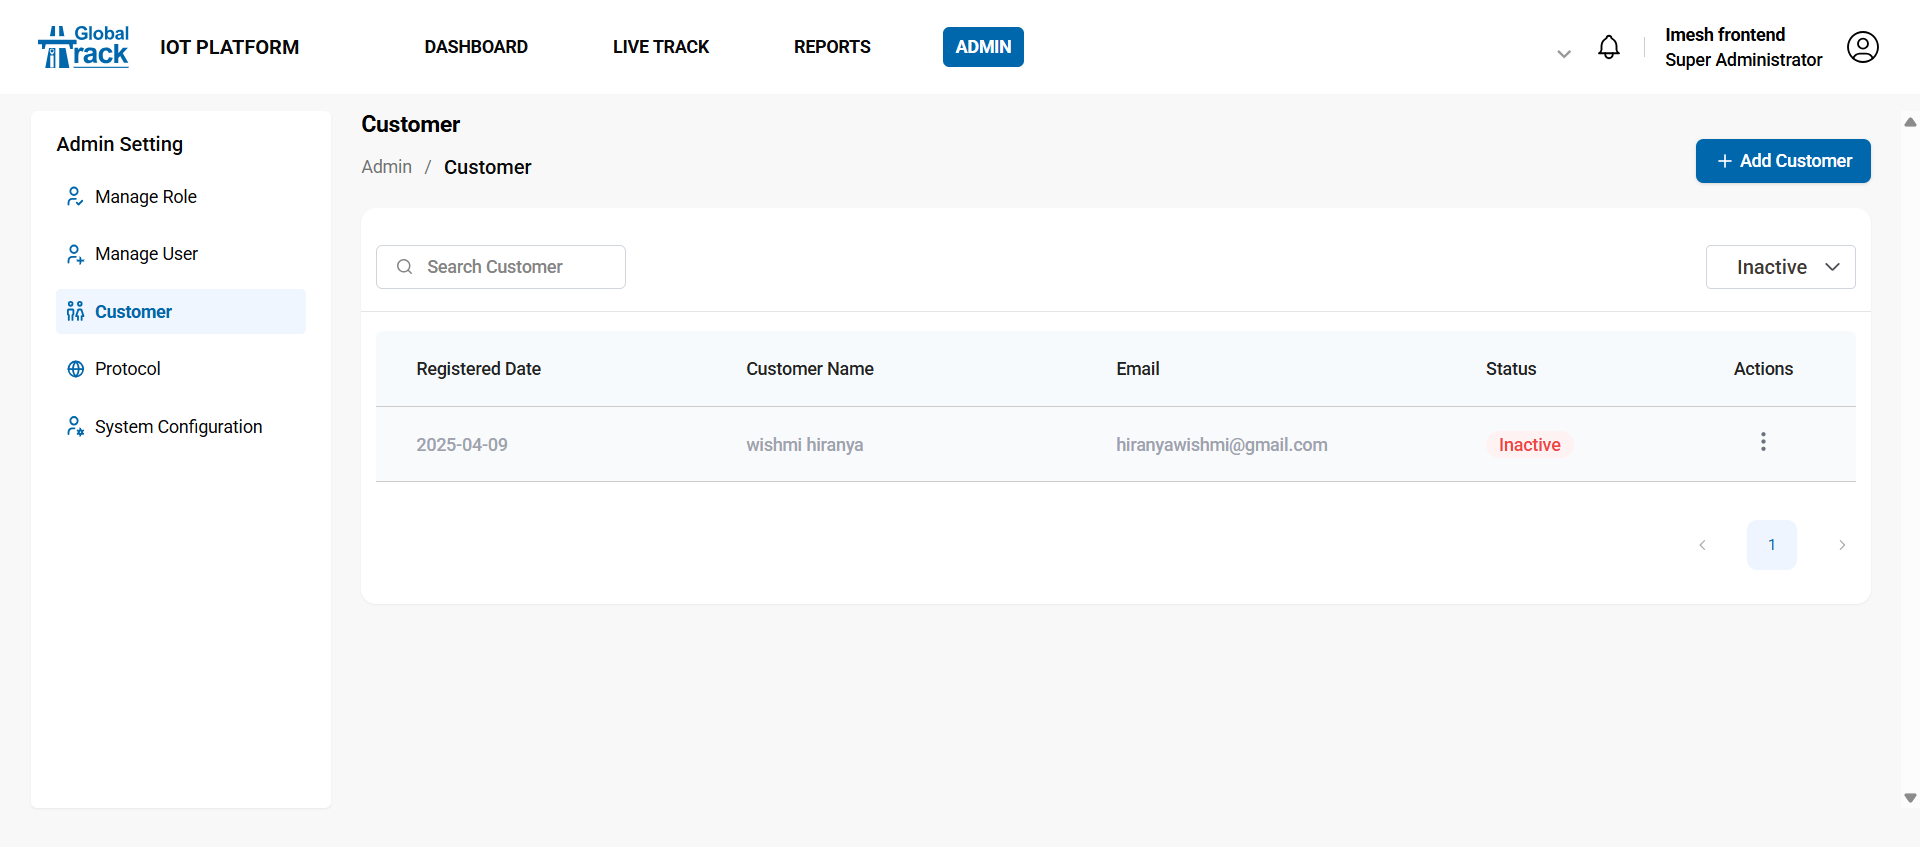 Global
Track
IOT PLATFORM
DASHBOARD
LIVE TRACK
REPORTS
ADMIN
Imesh frontend
Super Administrator
Admin Setting
Manage Role
Manage User
Customer
Protocol
System Configuration
Customer
Admin / Customer
+ Add Customer
Search Customer
Inactive
Registered Date Customer Name Email Status Actions
2025-04-09 wishmi hiranya hiranyawishmi@gmail.com Inactive
1